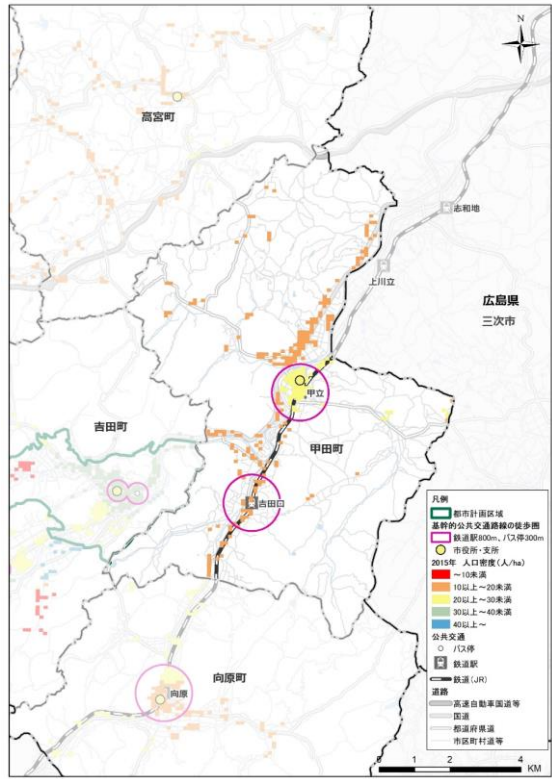 N
高宮町
志和地
上川立
広島県
三次市
甲立
吉田町
甲田町
吉田口
向原町
向原
凡例
都市計画区域
基幹的公共交通路線の徒歩圏
鉄道駅800m、バス停300m
市役所・支所
2015年 人口密度(人/ha)
～10未満
10以上～20未満
20以上～30未満
30以上～40未満
40以上～
公共交通
バス停
鉄道駅
鉄道(JR)
道路
高速自動車国道等
国道
都道府県道
市区町村道等
0 1 2 4
KM